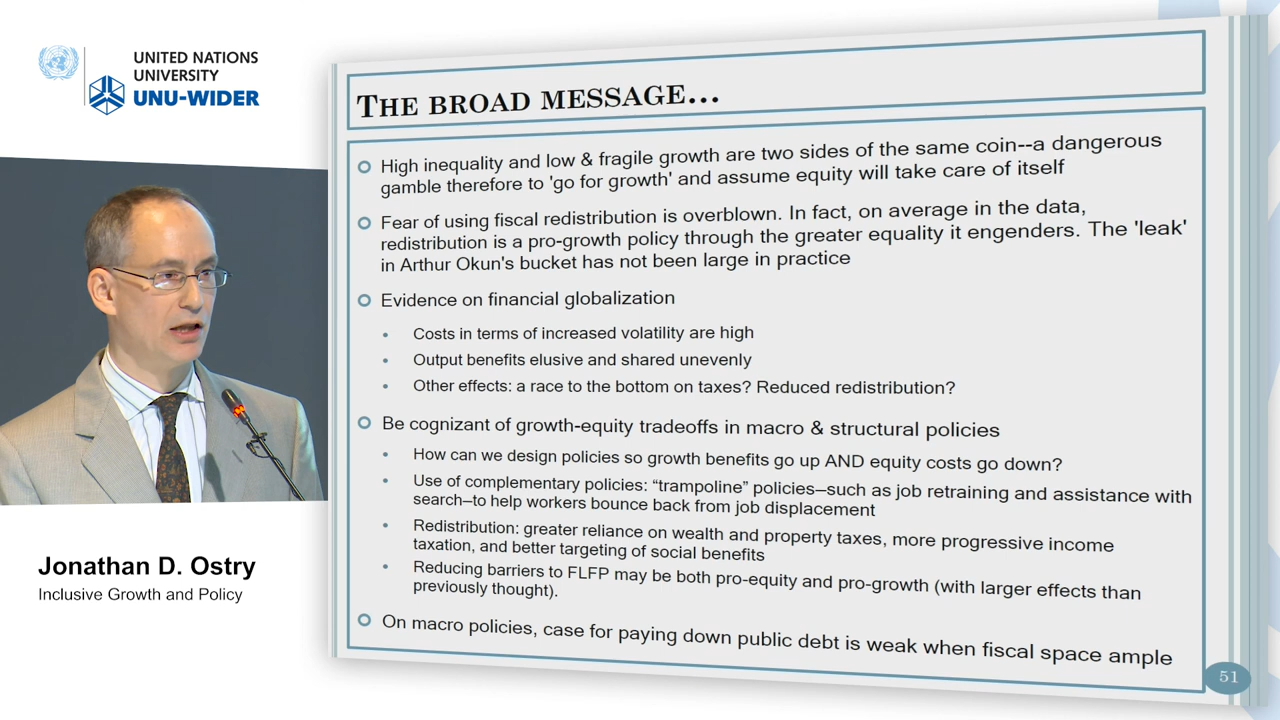 UNITED NATIONS
UNIVERSITY
UNU-WIDER
THE BROAD MESSAGE...
High inequality and low & fragile growth are two sides of the same coin--a dangerous
gamble therefore to 'go for growth' and assume equity will take care of itself
Fear of using fiscal redistribution is overblown. In fact, on average in the data,
redistribution is a pro-growth policy through the greater equality it engenders. The 'leak'
in Arthur Okun's bucket has not been large in practice
Evidence on financial globalization
Costs in terms of increased volatility are high
Output benefits elusive and shared unevenly
Other effects: a race to the bottom on taxes? Reduced redistribution?
Be cognizant of growth-equity tradeoffs in macro & structural policies
How can we design policies so growth benefits go up AND equity costs go down?
Use of complementary policies: “trampoline” policies–such as job retraining and assistance with
search–to help workers bounce back from job displacement
Redistribution: greater reliance on wealth and property taxes, more progressive income
taxation, and better targeting of social benefits
Reducing barriers to FLFP may be both pro-equity and pro-growth (with larger effects than
previously thought).
On macro policies, case for paying down public debt is weak when fiscal space ample
51
Jonathan D. Ostry
Inclusive Growth and Policy